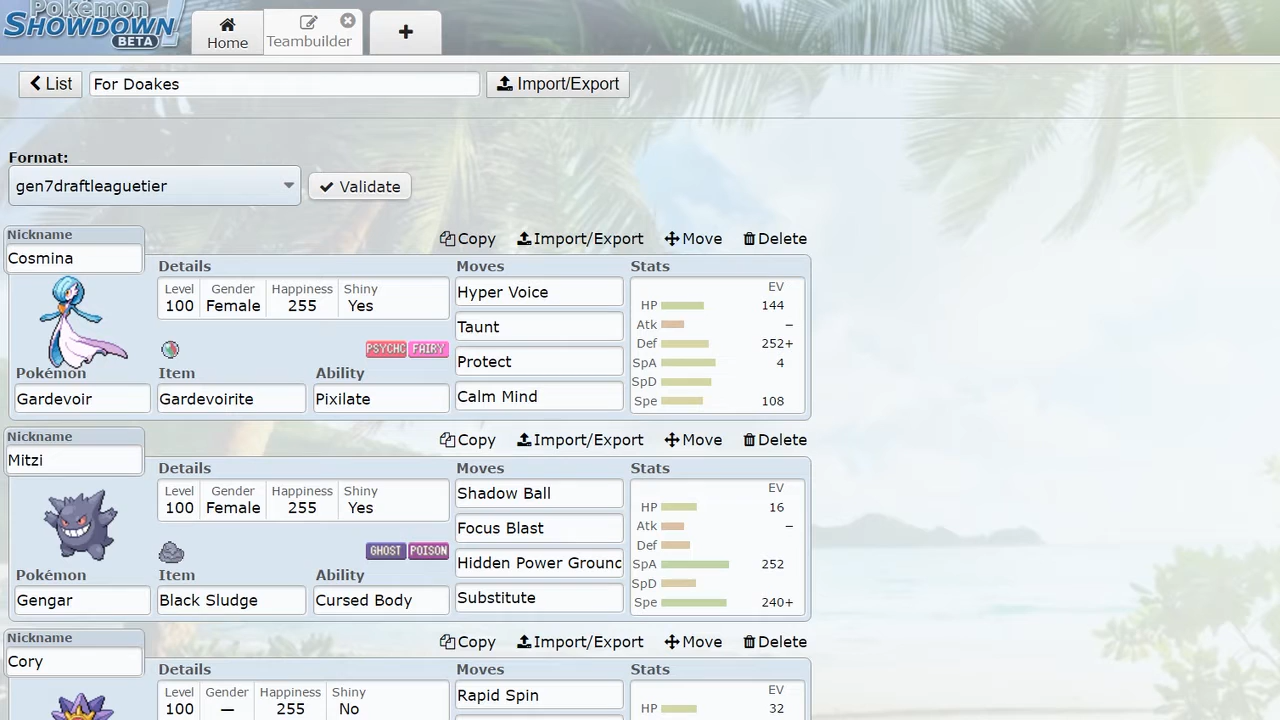 Pokémon
SHOWDOWN!
BETA
Home
Teambuilder
List
For Doakes
Import/Export
Format:
gen7draftleaguetier
Validate
Nickname
Cosmina
Copy Import/Export Move Delete
Details
Level Gender Happiness Shiny
100 Female 255 Yes
PSYCHC FAIRY
Pokémon Item Ability
Gardevoir Gardevoirite Pixilate
Moves
Hyper Voice
Taunt
Protect
Calm Mind
Stats
EV
HP 144
Atk –
Def 252+
SpA 4
SpD
Spe 108
Nickname
Mitzi
Copy Import/Export Move Delete
Details
Level Gender Happiness Shiny
100 Female 255 Yes
GHOST POISON
Pokémon Item Ability
Gengar Black Sludge Cursed Body
Moves
Shadow Ball
Focus Blast
Hidden Power Grounc
Substitute
Stats
EV
HP 16
Atk –
Def
SpA 252
SpD
Spe 240+
Nickname
Cory
Copy Import/Export Move Delete
Details
Level Gender Happiness Shiny
100 — 255 No
Moves
Rapid Spin
Stats
EV
HP 32